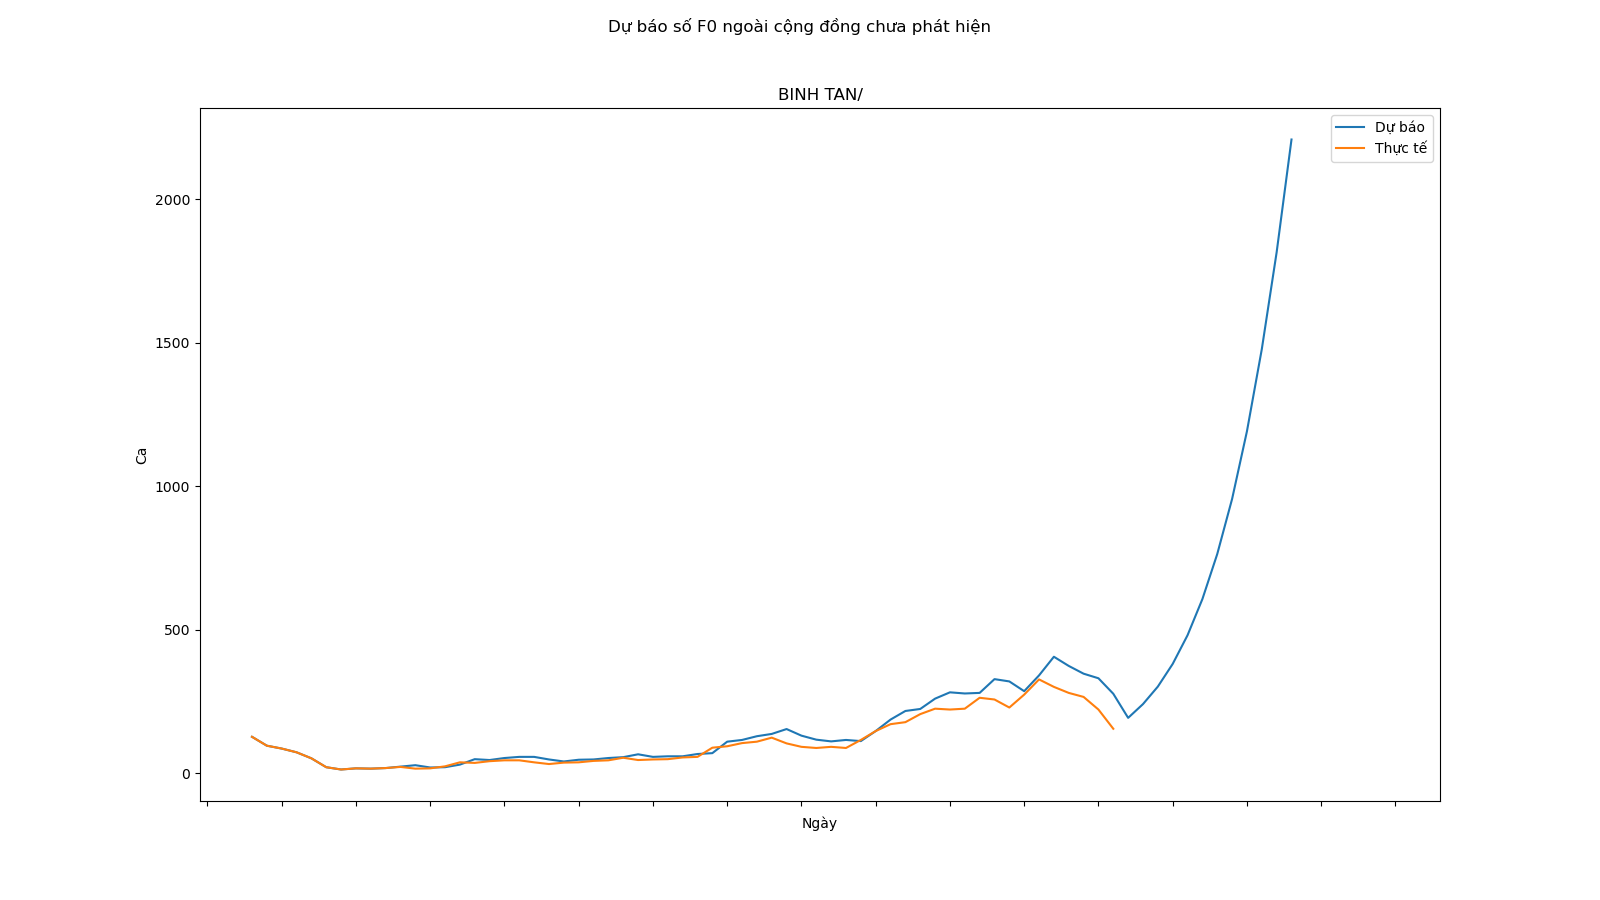 Dự báo số F0 ngoài cộng đồng chưa phát hiện
BINH TAN/
Dự báo
Thực tế
2000
1500
1000
500
0
Ca
Ngày